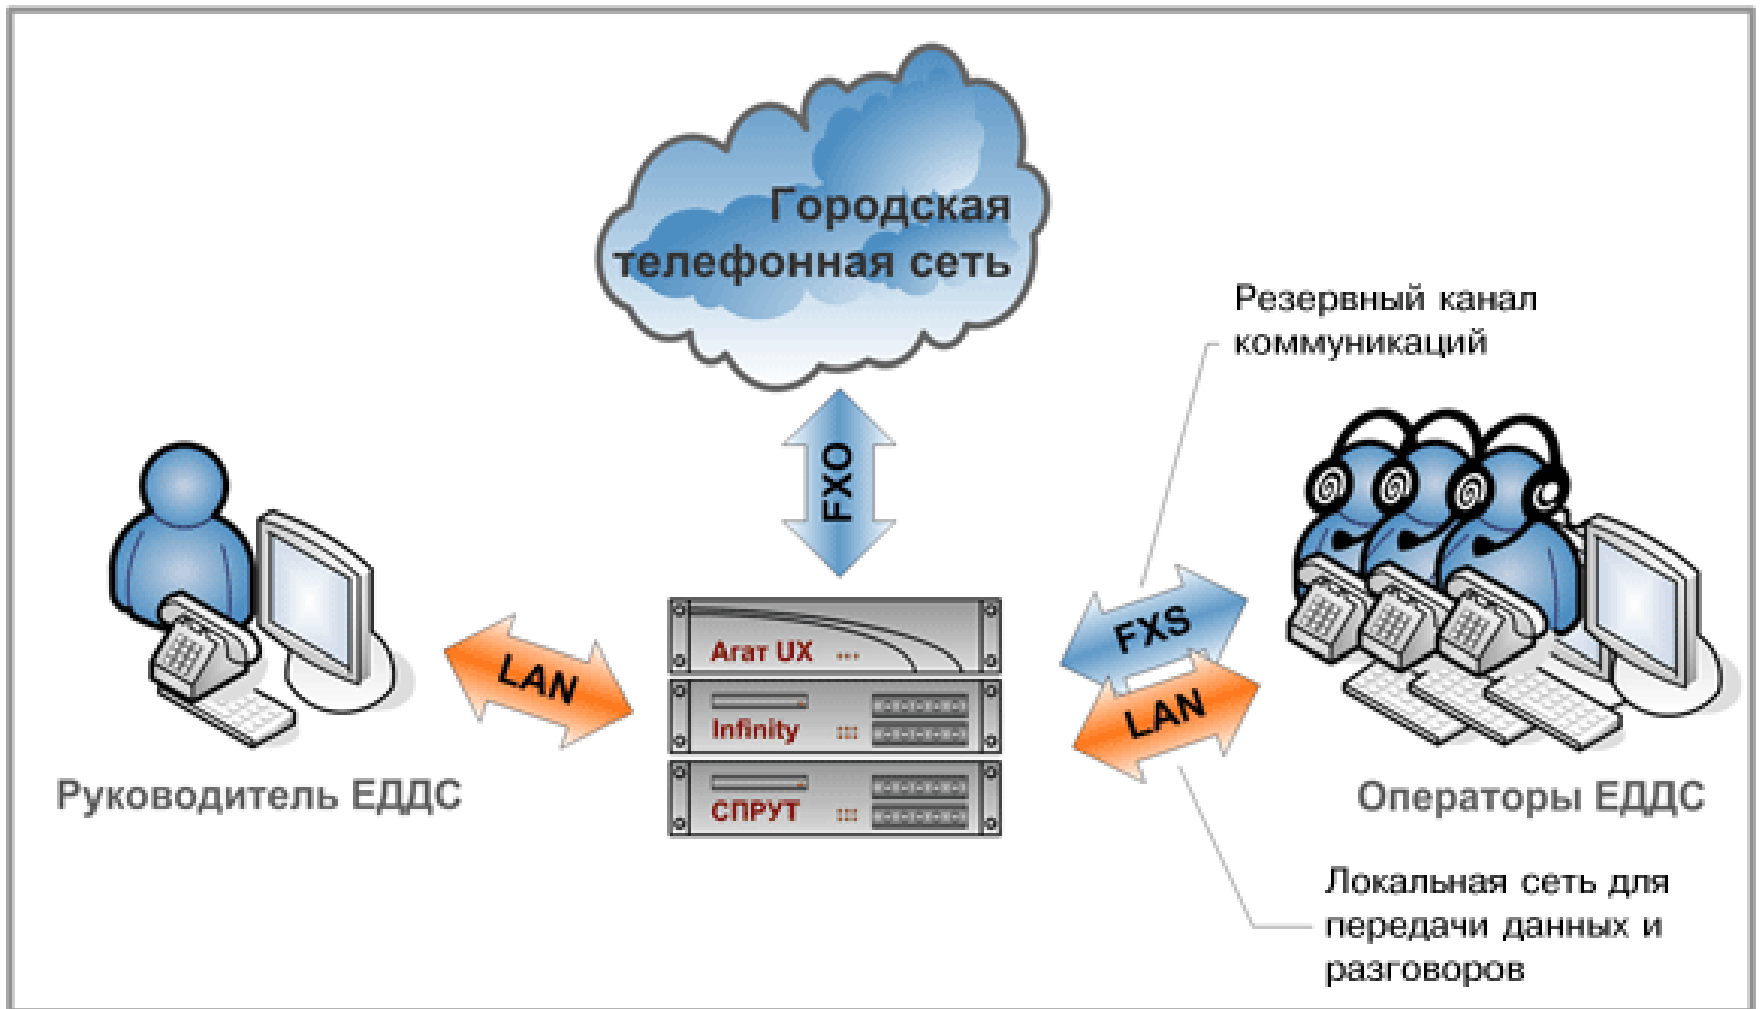 Городская
телефонная сеть
Резервный канал
коммуникаций
FXO
FXS
LAN
LAN
Агат UX
Infinity
СПРУТ
Руководитель ЕДДС
Операторы ЕДДС
Локальная сеть для
передачи данных и
разговоров